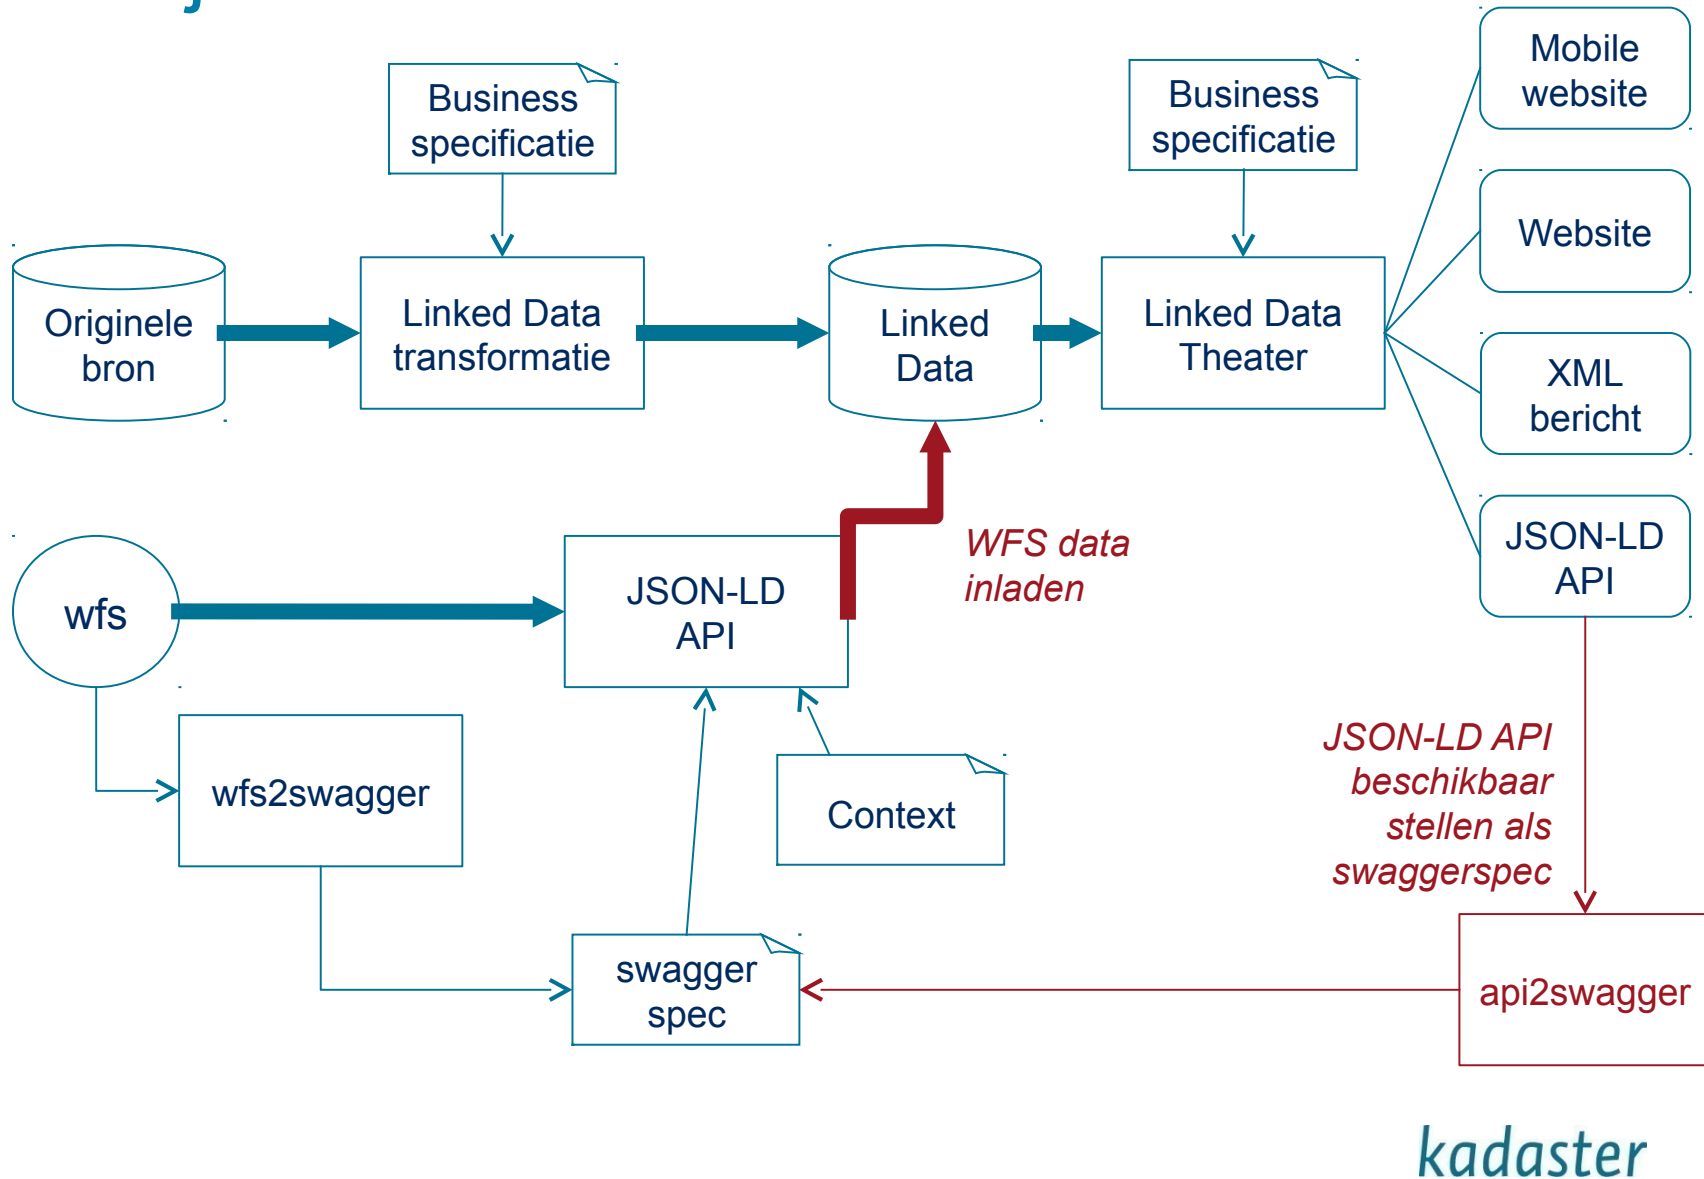 Business
specificatie
Business
specificatie
Mobile
website
Website
XML
bericht
JSON-LD
API
Originele
bron
Linked Data
transformatie
Linked
Data
Linked Data
Theater
WFS data
inladen
wfs
JSON-LD
API
wfs2swagger
Context
JSON-LD API
beschikbaar
stellen als
swaggerspec
swagger
spec
api2swagger
kadaster